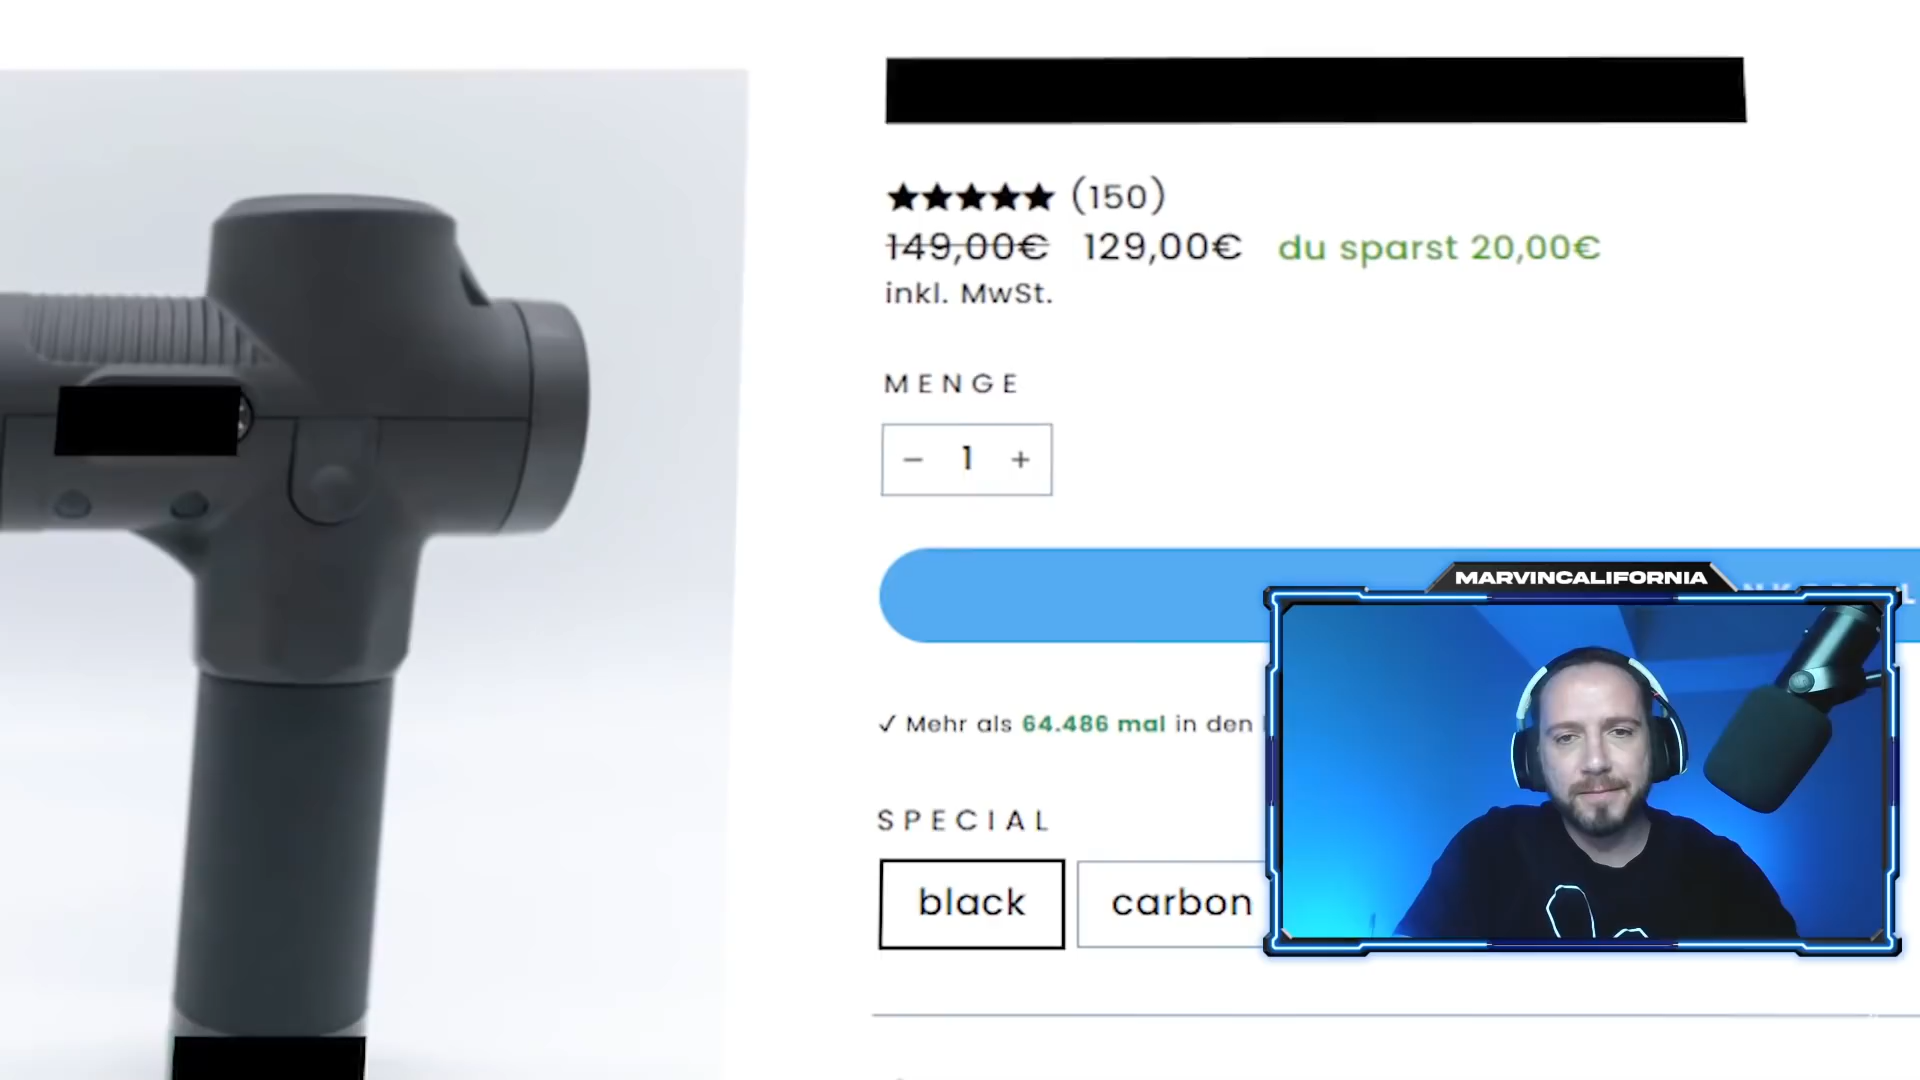 ★★★★★ (150)
149,00€ 129,00€ du sparst 20,00€
inkl. MwSt.
MENGE
− 1 +
MARVINCALIFORNIA
✓ Mehr als 64.486 mal in den
SPECIAL
black carbon